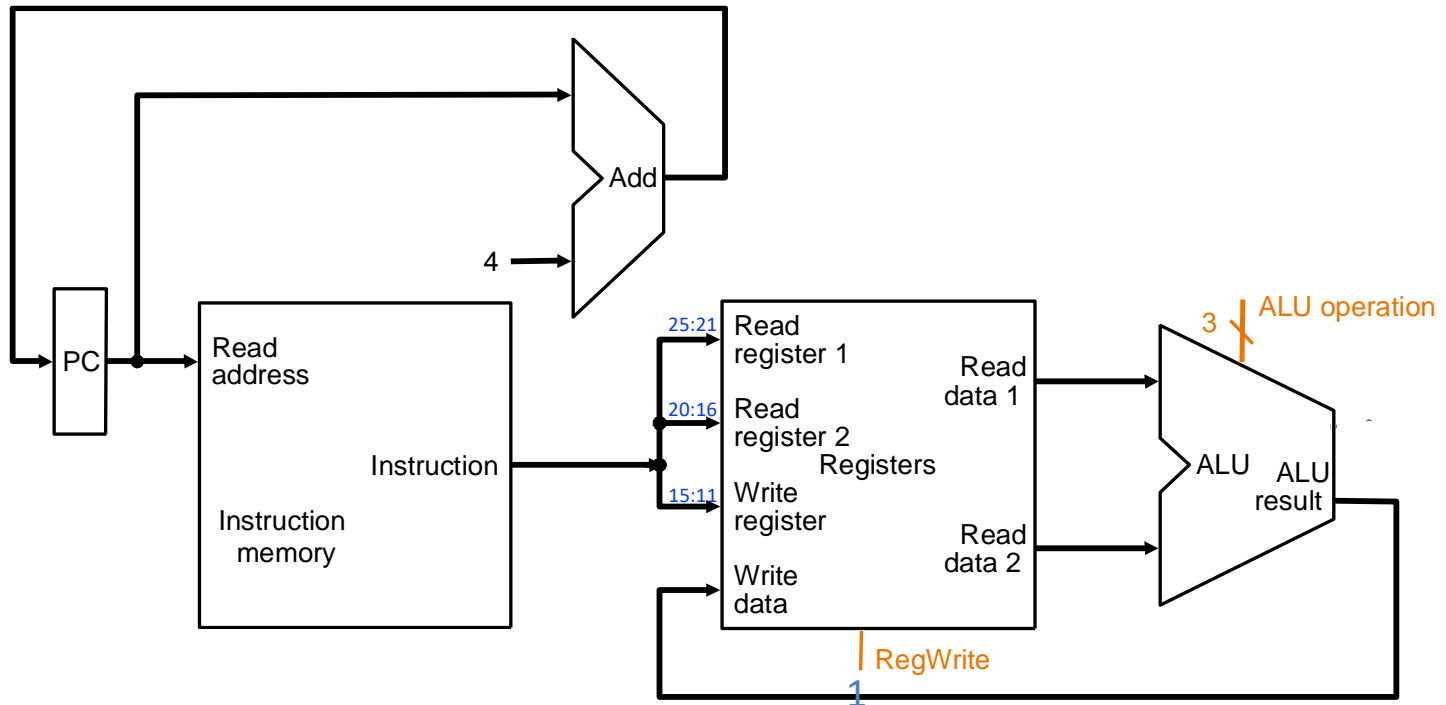 Add
4
PC
Read
address
Instruction
Instruction
memory
25:21
Read
register 1
20:16
Read
register 2
Registers
15:11
Write
register
Write
data
Read
data 1
Read
data 2
RegWrite
1
3
ALU operation
ALU
ALU
result